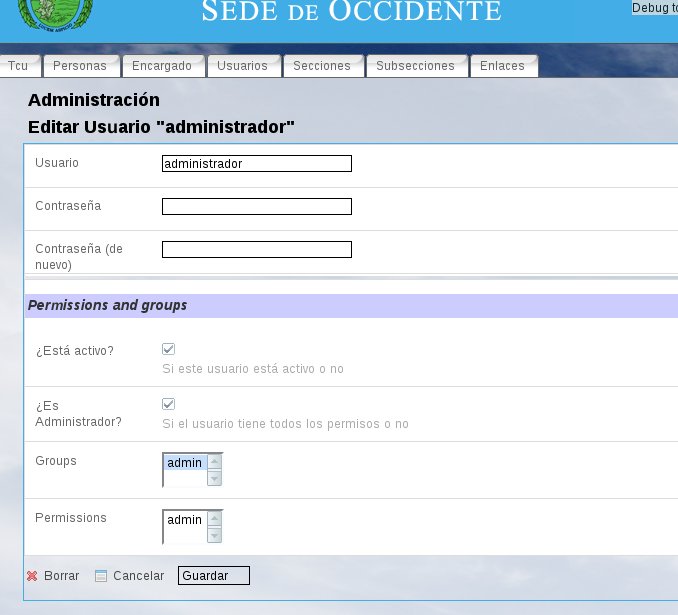 SEDE DE OCCIDENTE
Debug to
Tcu Personas Encargado Usuarios Secciones Subsecciones Enlaces
Administración
Editar Usuario "administrador"
Usuario administrador
Contraseña
Contraseña (de
nuevo)
Permissions and groups
¿Está activo?
Si este usuario está activo o no
¿Es
Administrador?
Si el usuario tiene todos los permisos o no
Groups admin
Permissions admin
Borrar Cancelar Guardar